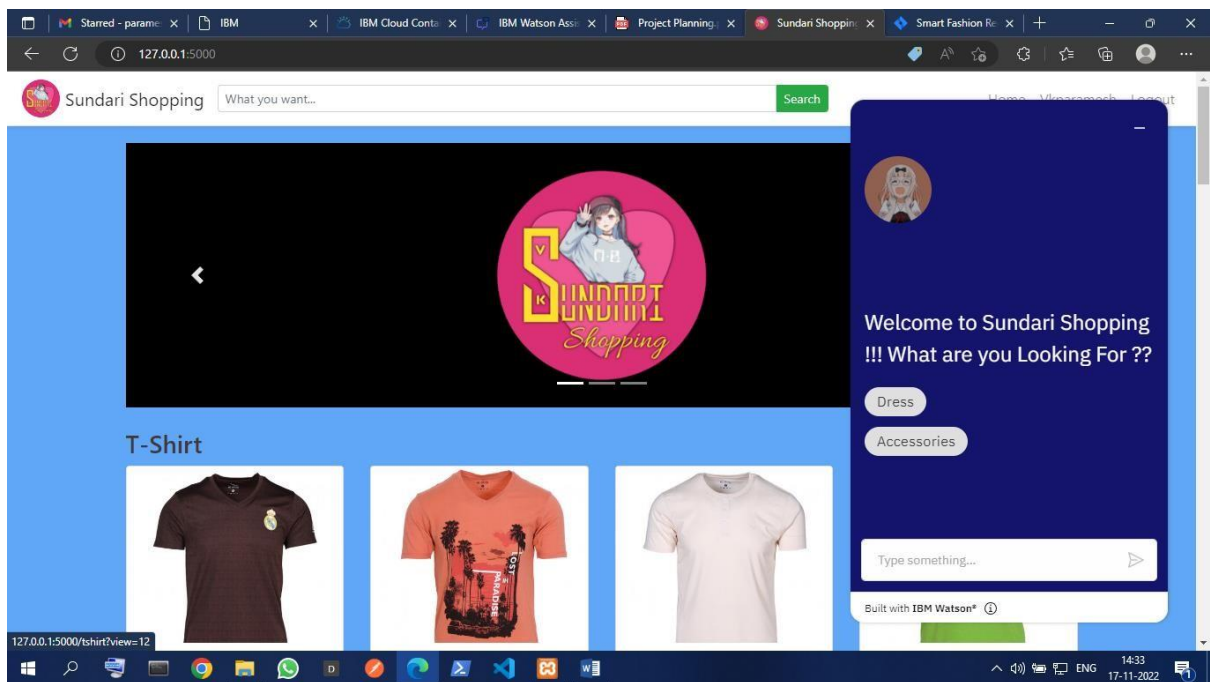 Starred - parame
IBM
IBM Cloud Conta
IBM Watson Assis
Project Planning.
Sundari Shopping
Smart Fashion Re
127.0.0.1:5000
Sundari Shopping
What you want...
Search
Home Vkparamesh Logout
V
SUNDARI
K
Shopping
Welcome to Sundari Shopping
!!! What are you Looking For ??
Dress
Accessories
T-Shirt
LOST
PARADISE
Type something...
Built with IBM Watson®
127.0.0.1:5000/tshirt?view=12
ENG
14:33
17-11-2022